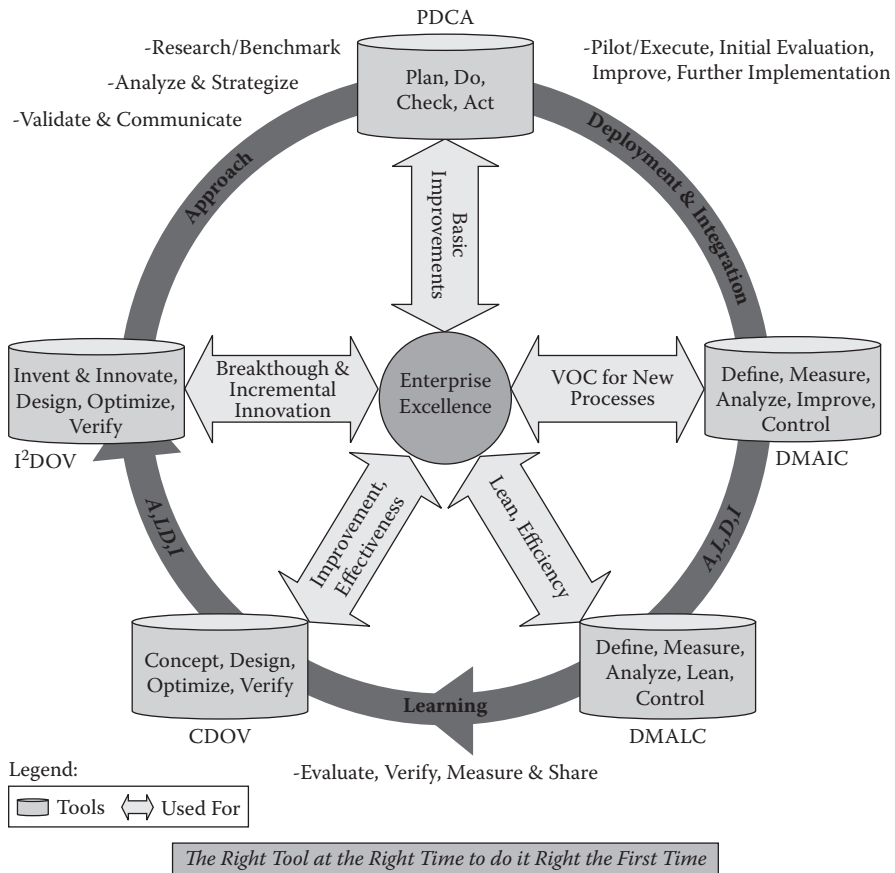 PDCA
-Research/Benchmark
-Analyze & Strategize
-Validate & Communicate
-Pilot/Execute, Initial Evaluation,
Improve, Further Implementation
Plan, Do,
Check, Act
Approach
Deployment & Integration
Basic
Improvements
Invent & Innovate,
Design, Optimize,
Verify
I²DOV
Breakthough &
Incremental
Innovation
Enterprise
Excellence
VOC for New
Processes
Define, Measure,
Analyze, Improve,
Control
DMAIC
A,LD,I
Improvement,
Effectiveness
Lean, Efficiency
A,L,D,I
Concept, Design,
Optimize, Verify
CDOV
Learning
Define, Measure,
Analyze, Lean,
Control
DMALC
-Evaluate, Verify, Measure & Share
Legend:
Tools
Used For
The Right Tool at the Right Time to do it Right the First Time